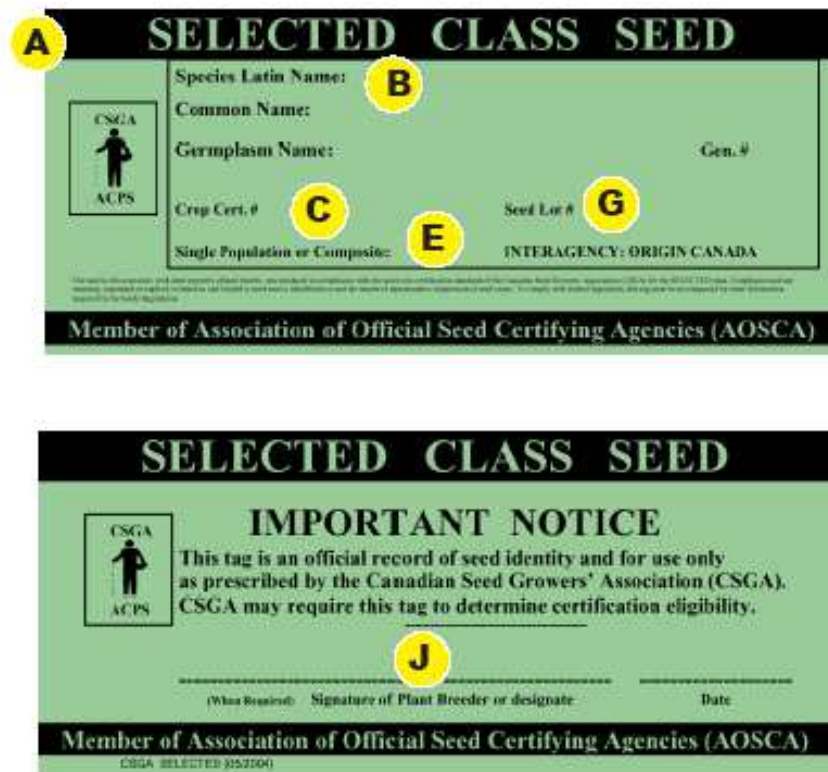 A
SELECTED CLASS SEED
Species Latin Name: B
CSGA
ACPS
Common Name:
Germplasm Name: Gen. #
Crop Cert. # C Seed Lot # G
Single Population or Composite: E INTERAGENCY: ORIGIN CANADA
Member of Association of Official Seed Certifying Agencies (AOSCA)
SELECTED CLASS SEED
CSGA
ACPS
IMPORTANT NOTICE
This tag is an official record of seed identity and for use only
as prescribed by the Canadian Seed Growers' Association (CSGA).
CSGA may require this tag to determine certification eligibility.
J
(When Required) Signature of Plant Breeder or designate Date
Member of Association of Official Seed Certifying Agencies (AOSCA)
CSGA SELECTED (05/2004)